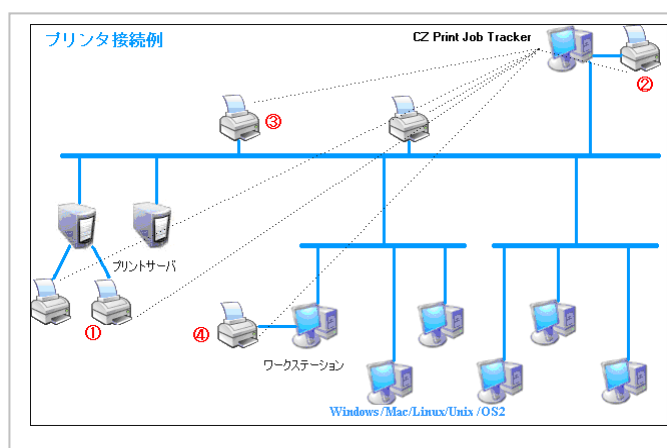 プリンタ接続例
CZ Print Job Tracker
②
③
プリントサーバ
①
④
ワークステーション
Windows/Mac/Linux/Unix /OS2